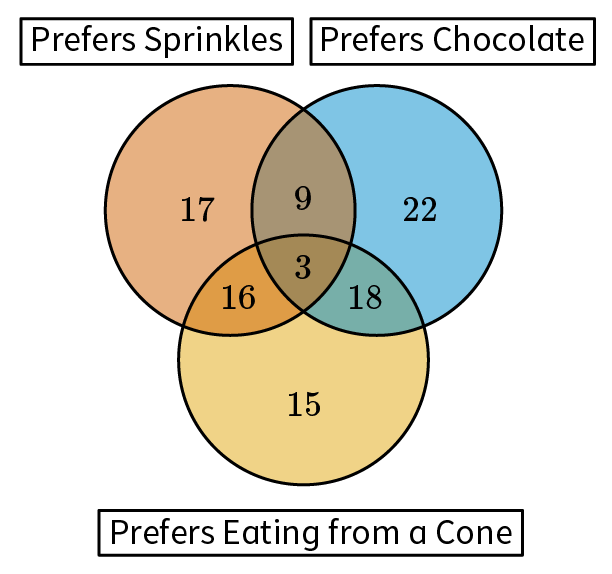 Prefers Sprinkles
Prefers Chocolate
17
9
22
3
16
18
15
Prefers Eating from a Cone